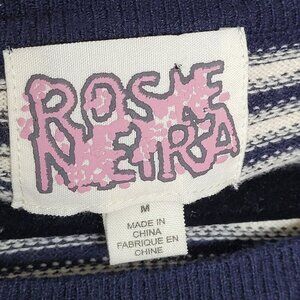 ROSIE
NEIRA
M
MADE IN
CHINA
FABRIQUE EN
CHINE